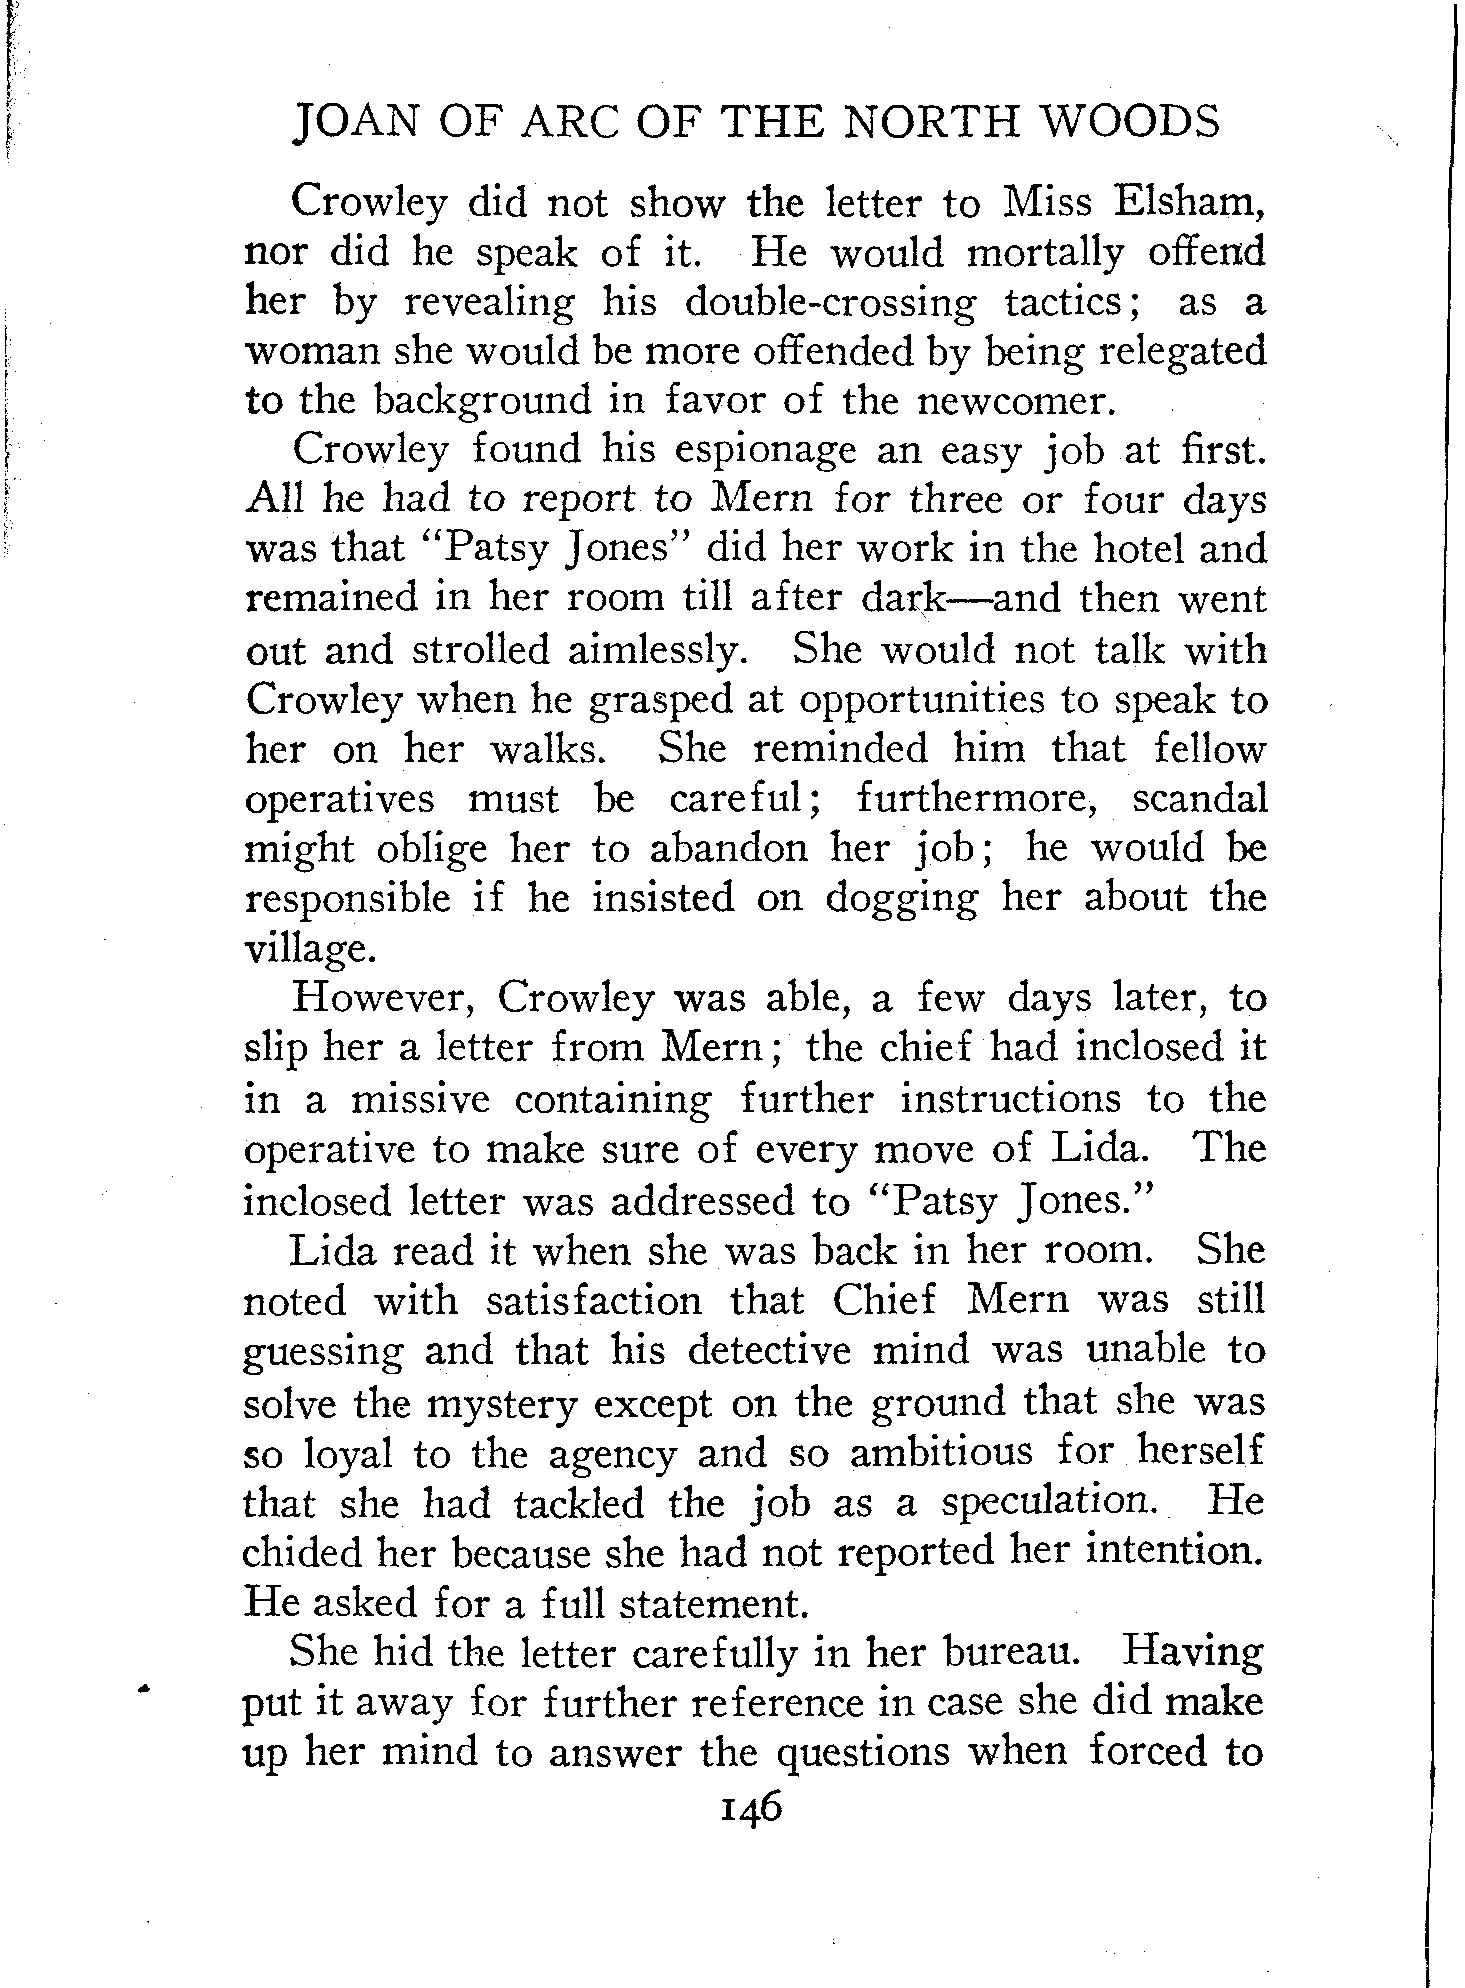 JOAN OF ARC OF THE NORTH WOODS
Crowley did not show the letter to Miss Elsham,
nor did he speak of it. He would mortally offend
her by revealing his double-crossing tactics; as a
woman she would be more offended by being relegated
to the background in favor of the newcomer.
Crowley found his espionage an easy job at first.
All he had to report to Mern for three or four days
was that “Patsy Jones” did her work in the hotel and
remained in her room till after dark—and then went
out and strolled aimlessly. She would not talk with
Crowley when he grasped at opportunities to speak to
her on her walks. She reminded him that fellow
operatives must be careful; furthermore, scandal
might oblige her to abandon her job; he would be
responsible if he insisted on dogging her about the
village.
However, Crowley was able, a few days later, to
slip her a letter from Mern; the chief had inclosed it
in a missive containing further instructions to the
operative to make sure of every move of Lida. The
inclosed letter was addressed to “Patsy Jones.”
Lida read it when she was back in her room. She
noted with satisfaction that Chief Mern was still
guessing and that his detective mind was unable to
solve the mystery except on the ground that she was
so loyal to the agency and so ambitious for herself
that she had tackled the job as a speculation. He
chided her because she had not reported her intention.
He asked for a full statement.
She hid the letter carefully in her bureau. Having
put it away for further reference in case she did make
up her mind to answer the questions when forced to
146